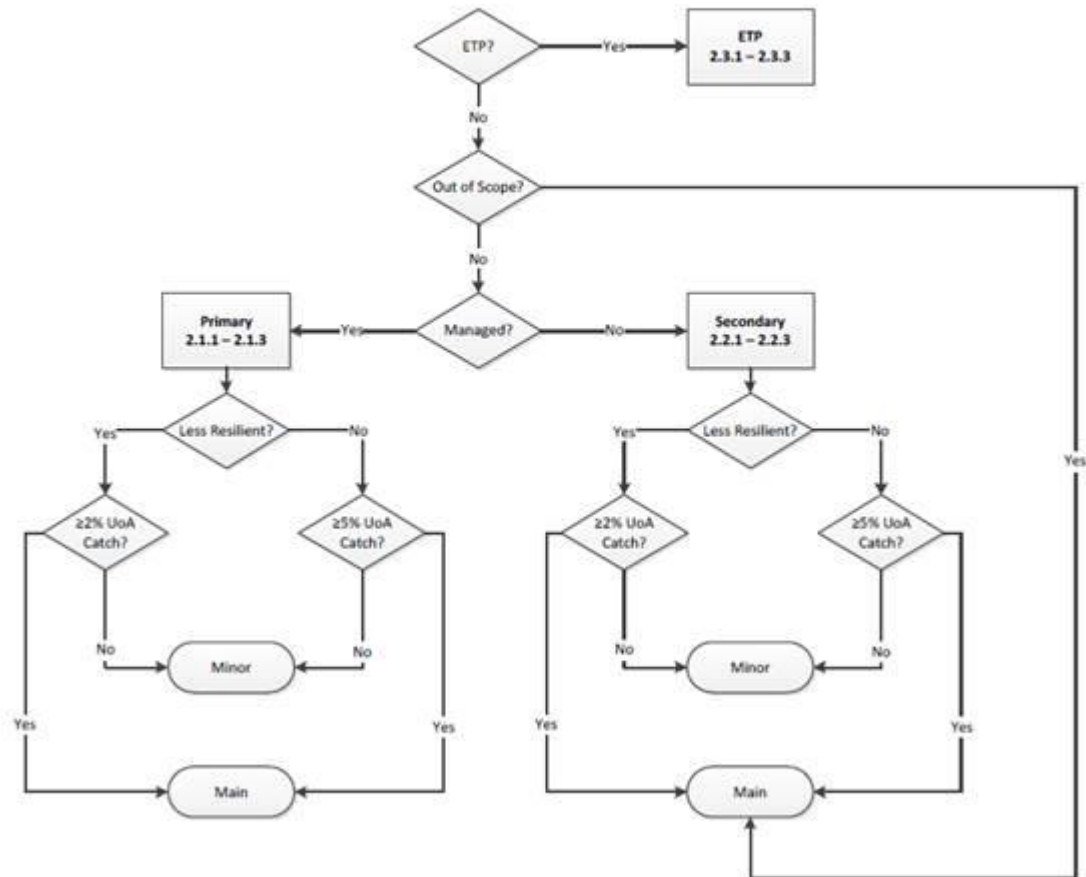 ETP?
Yes
ETP
2.3.1 – 2.3.3
No
Out of Scope?
No
Primary
2.1.1 – 2.1.3
Yes
Managed?
No
Secondary
2.2.1 – 2.2.3
Yes
Less Resilient?
No
Yes
Less Resilient?
No
Yes
≥2% UoA
Catch?
≥5% UoA
Catch?
≥2% UoA
Catch?
≥5% UoA
Catch?
No
Minor
No
No
Minor
No
Yes
Yes
Yes
Yes
Main
Main